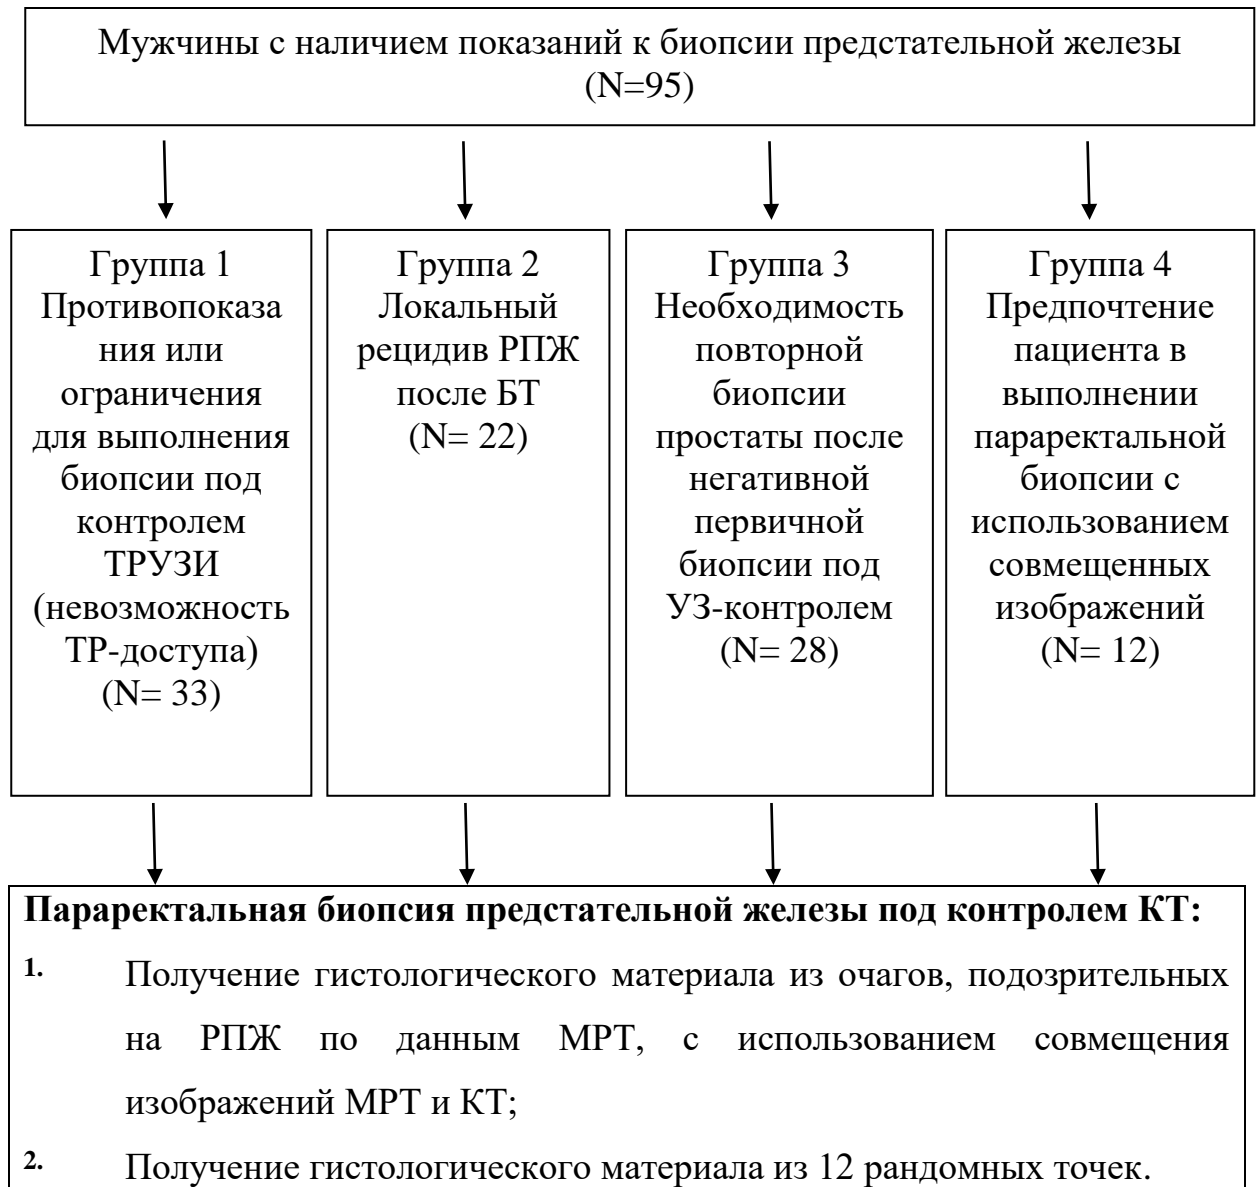 Мужчины с наличием показаний к биопсии предстательной железы
(N=95)
Группа 1
Противопоказа
ния или
ограничения
для выполнения
биопсии под
контролем
ТРУЗИ
(невозможность
ТР-доступа)
(N= 33)
Группа 2
Локальный
рецидив РПЖ
после БТ
(N= 22)
Группа 3
Необходимость
повторной
биопсии
простаты после
негативной
первичной
биопсии под
УЗ-контролем
(N= 28)
Группа 4
Предпочтение
пациента в
выполнении
параректальной
биопсии с
использованием
совмещенных
изображений
(N= 12)
Параректальная биопсия предстательной железы под контролем КТ:
1. Получение гистологического материала из очагов, подозрительных
на РПЖ по данным МРТ, с использованием совмещения
изображений МРТ и КТ;
2. Получение гистологического материала из 12 рандомных точек.